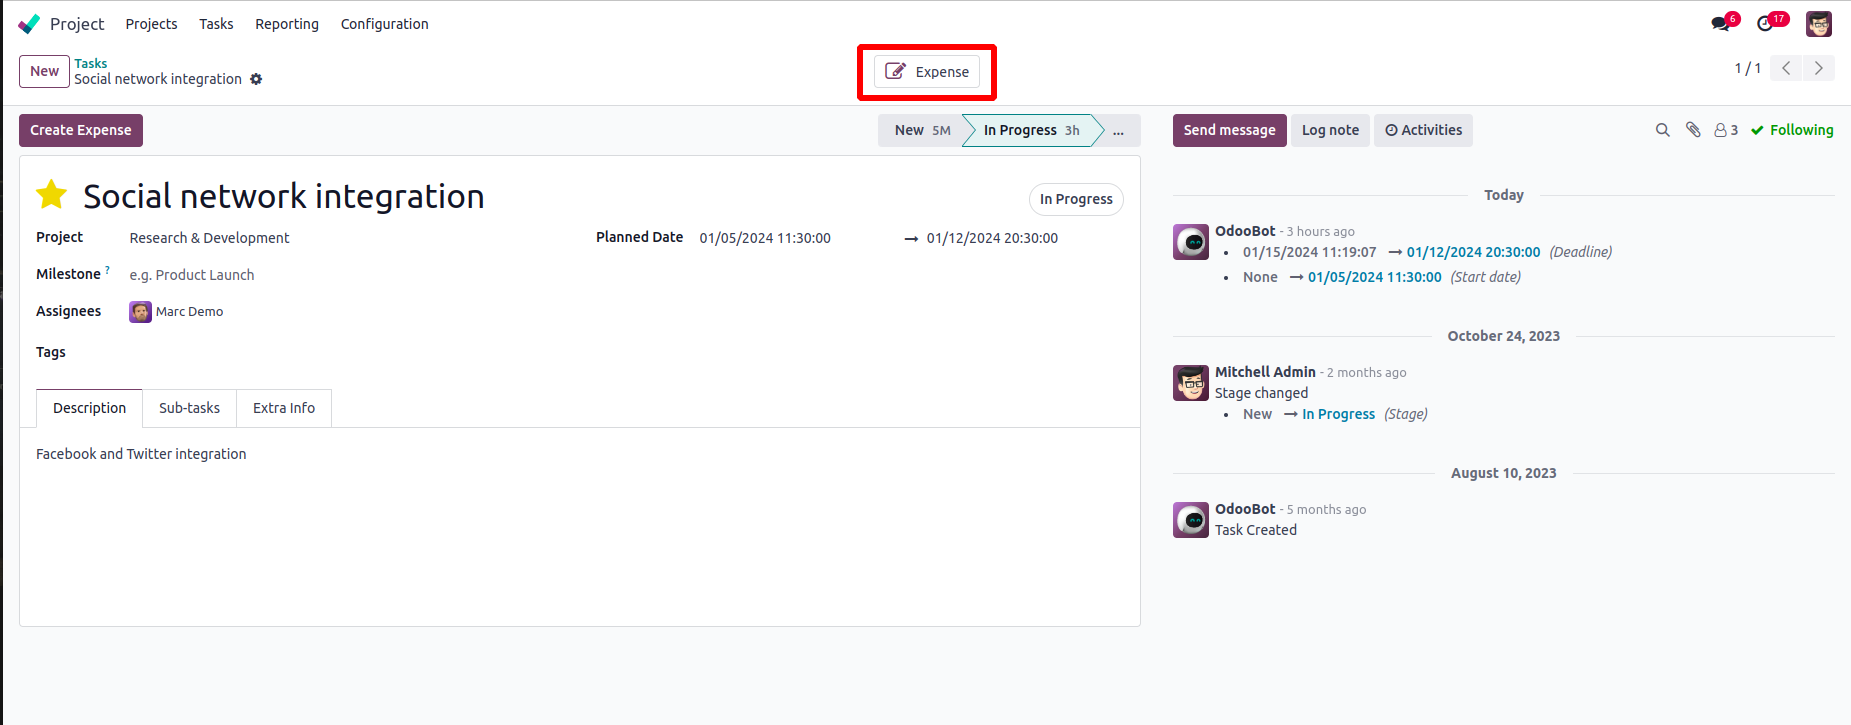 Project Projects Tasks Reporting Configuration 6 17
New Tasks
Social network integration
Expense
1 / 1
Create Expense
New 5M In Progress 3h ...
Send message Log note Activities 3 Following
Social network integration
In Progress
Project Research & Development
Planned Date 01/05/2024 11:30:00 → 01/12/2024 20:30:00
Milestone ? e.g. Product Launch
Assignees Marc Demo
Tags
Description Sub-tasks Extra Info
Facebook and Twitter integration
Today
OdooBot - 3 hours ago
• 01/15/2024 11:19:07 → 01/12/2024 20:30:00 (Deadline)
• None → 01/05/2024 11:30:00 (Start date)
October 24, 2023
Mitchell Admin - 2 months ago
Stage changed
• New → In Progress (Stage)
August 10, 2023
OdooBot - 5 months ago
Task Created